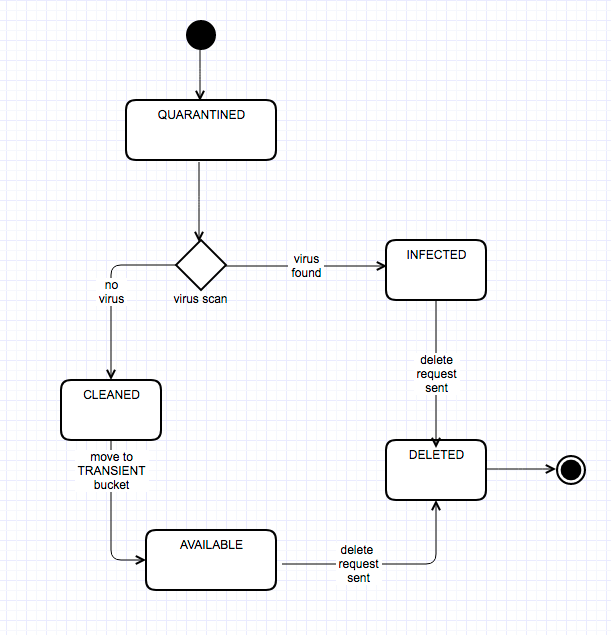 QUARANTINED
virus scan
virus
found
INFECTED
no
virus
delete
request
sent
CLEANED
move to
TRANSIENT
bucket
DELETED
AVAILABLE
delete
request
sent